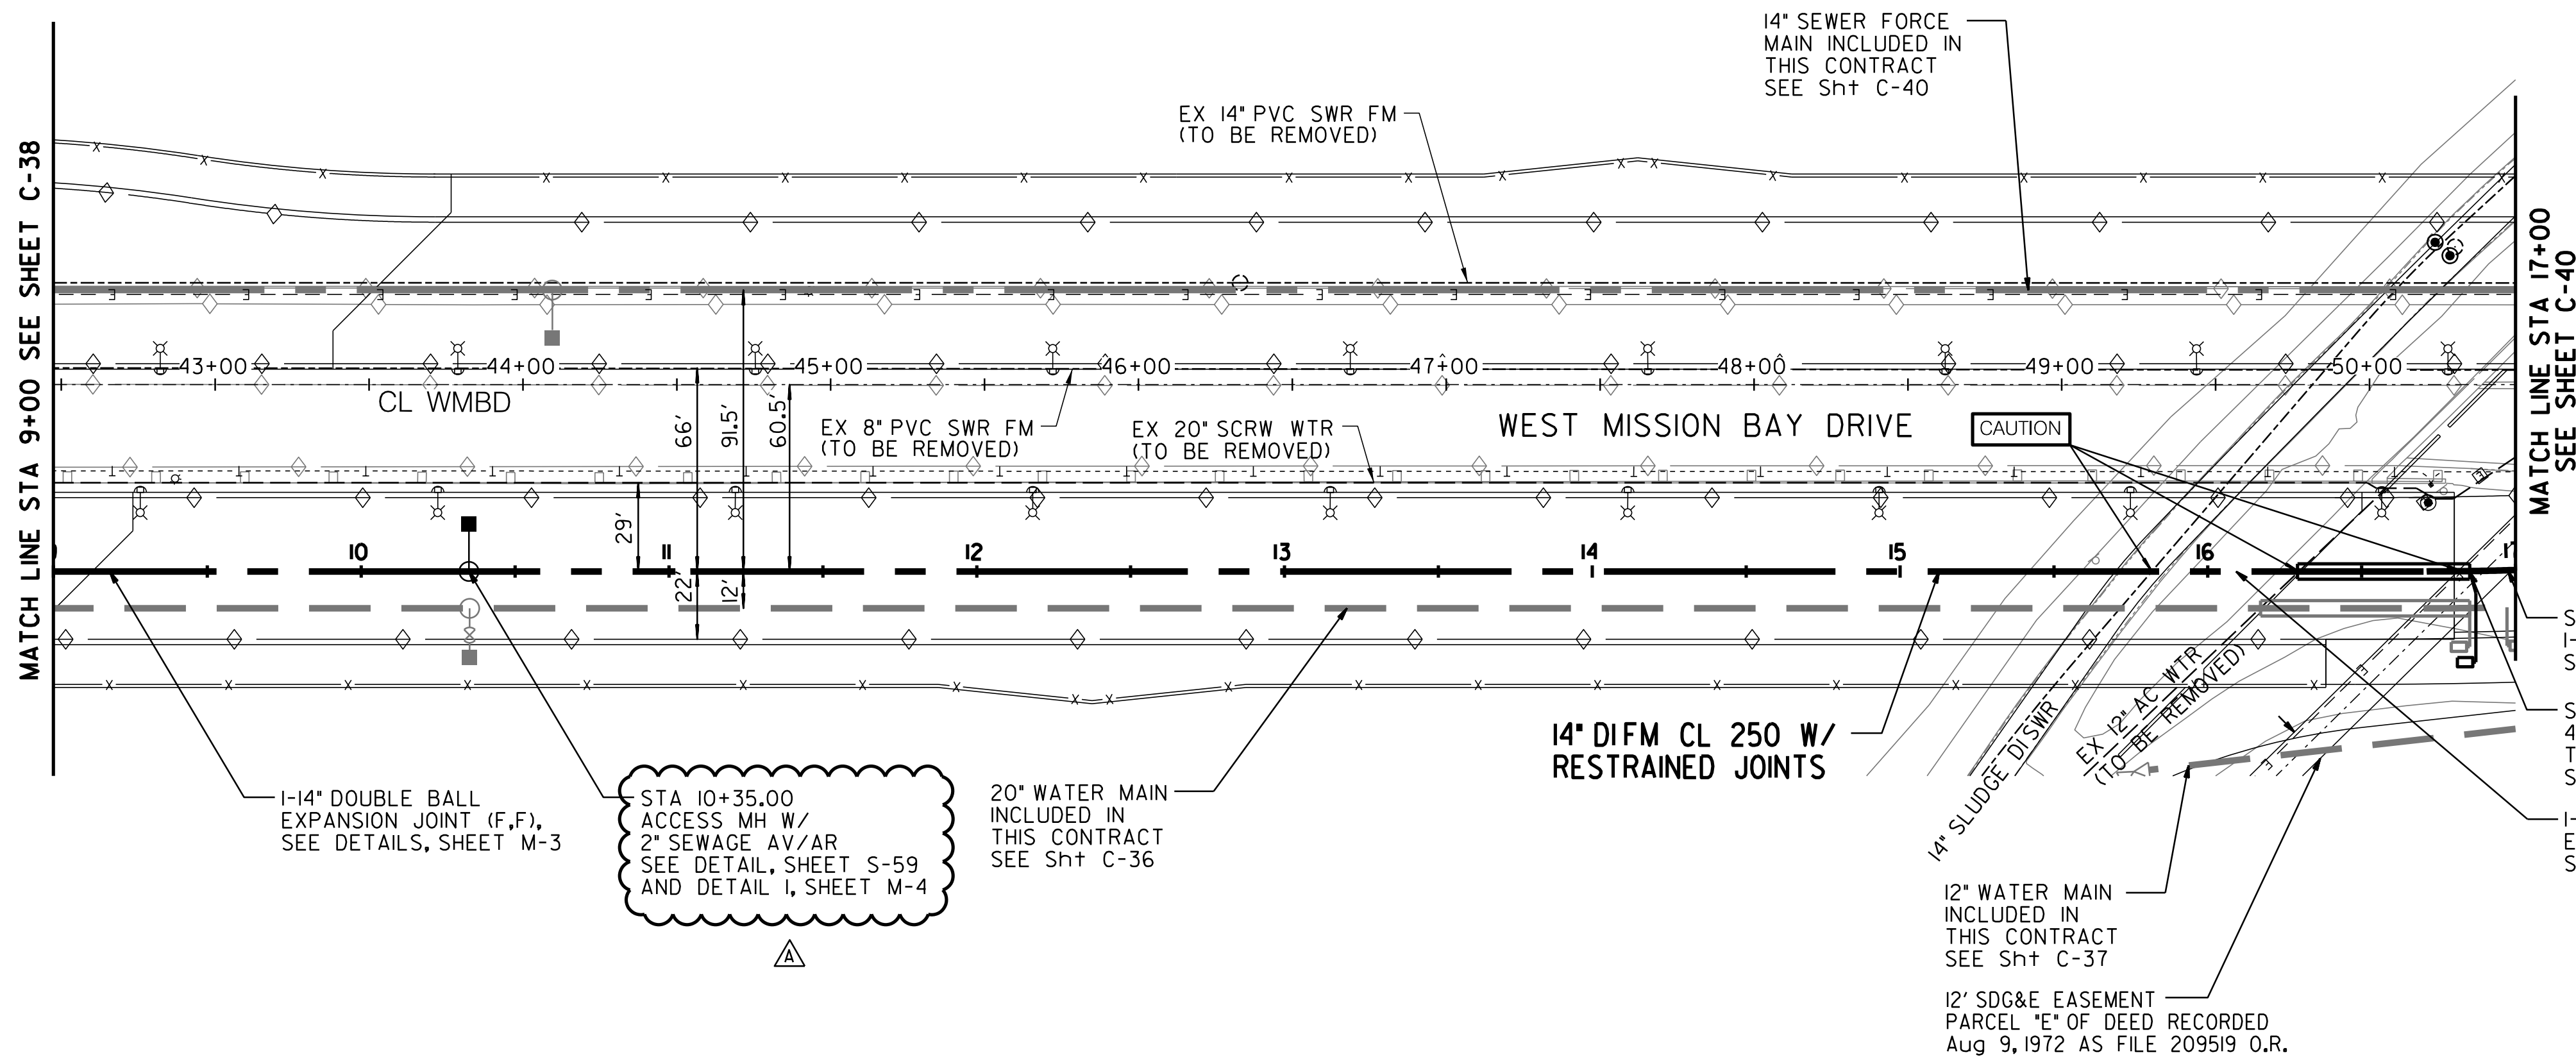 14" SEWER FORCE
MAIN INCLUDED IN
THIS CONTRACT
SEE Sht C-40
EX 14" PVC SWR FM
(TO BE REMOVED)
MATCH LINE STA 9+00 SEE SHEET C-38
MATCH LINE STA 17+00
SEE SHEET C-40
43+00
44+00
45+00
46+00
47+00
48+00
49+00
50+00
CL WMBD
66'
91.5'
60.5'
EX 8" PVC SWR FM
(TO BE REMOVED)
EX 20" SCRW WTR
(TO BE REMOVED)
WEST MISSION BAY DRIVE
CAUTION
29'
22'
12'
10
11
12
13
14
15
16
14" DIFM CL 250 W/
RESTRAINED JOINTS
14" SLUDGE DI SWR
EX 12" AC WTR
(TO BE REMOVED)
1-14" DOUBLE BALL
EXPANSION JOINT (F,F),
SEE DETAILS, SHEET M-3
STA 10+35.00
ACCESS MH W/
2" SEWAGE AV/AR
SEE DETAIL, SHEET S-59
AND DETAIL 1, SHEET M-4
A
20" WATER MAIN
INCLUDED IN
THIS CONTRACT
SEE Sht C-36
12" WATER MAIN
INCLUDED IN
THIS CONTRACT
SEE Sht C-37
12' SDG&E EASEMENT
PARCEL "E" OF DEED RECORDED
Aug 9, 1972 AS FILE 209519 O.R.
S
1-
S
S
4
T
S
1-
E
S